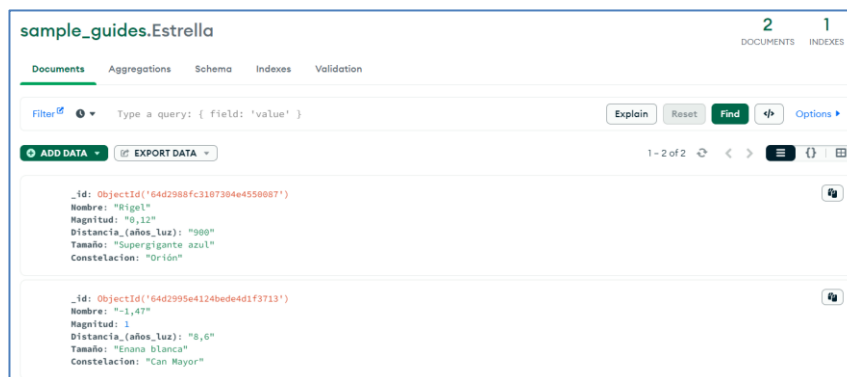 sample_guides.Estrella
2
DOCUMENTS
1
INDEXES
Documents Aggregations Schema Indexes Validation
Filter Type a query: { field: 'value' } Explain Reset Find </> Options
ADD DATA EXPORT DATA 1 – 2 of 2 {}
_id: ObjectId('64d2988fc3107304e4550087')
Nombre: "Rigel"
Magnitud: "0,12"
Distancia_(años_luz): "900"
Tamaño: "Supergigante azul"
Constelacion: "Orión"
_id: ObjectId('64d2995e4124bede4d1f3713')
Nombre: "-1,47"
Magnitud: 1
Distancia_(años_luz): "8,6"
Tamaño: "Enana blanca"
Constelacion: "Can Mayor"